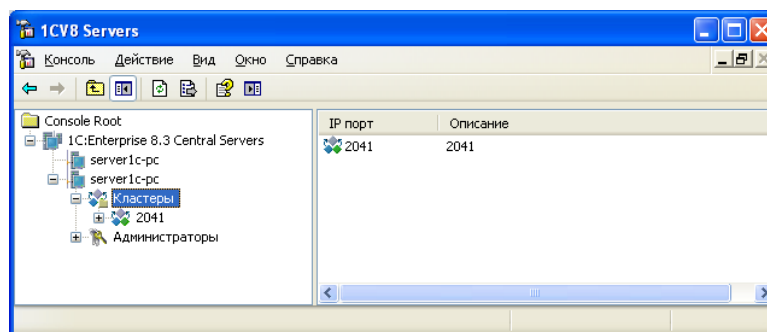 1CV8 Servers
Консоль Действие Вид Окно Справка
Console Root
1C:Enterprise 8.3 Central Servers
server1c-pc
server1c-pc
Кластеры
2041
Администраторы
IP порт Описание
2041 2041